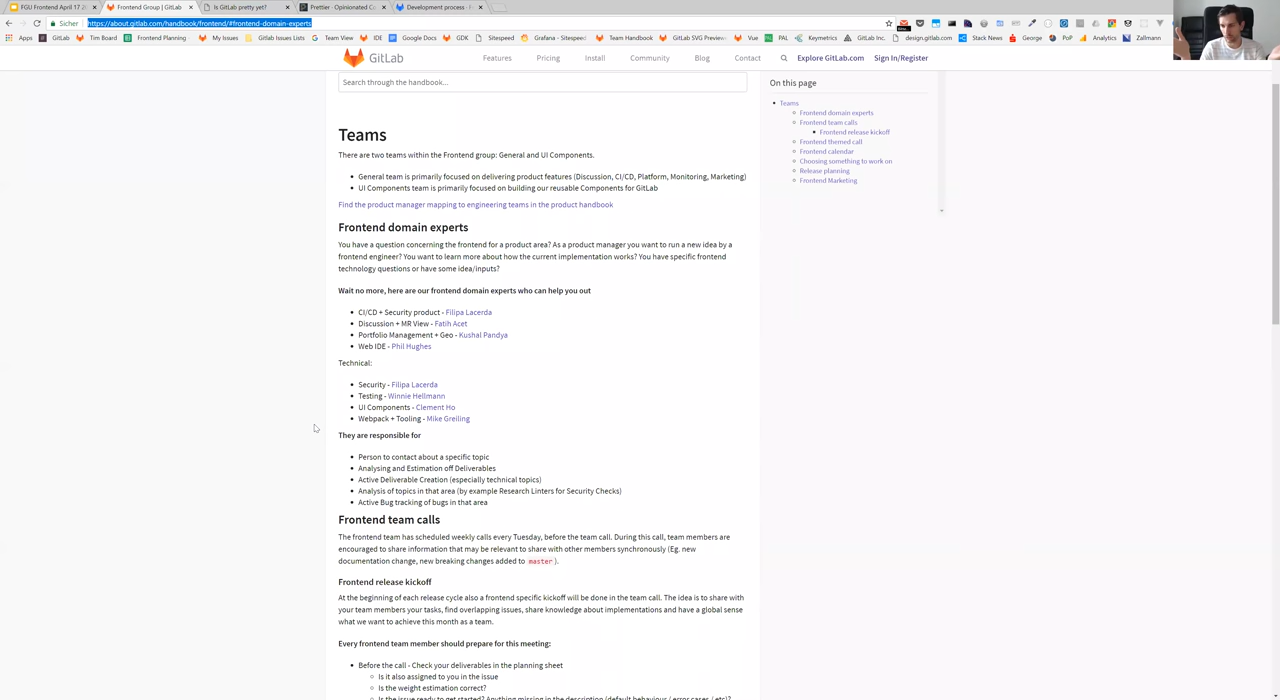 FGU Frontend April 17
Frontend Group | GitLab
Is GitLab pretty yet?
Prettier · Opinionated C
Development process · H
Sicher
https://about.gitlab.com/handbook/frontend/#frontend-domain-experts
Apps GitLab Tim Board Frontend Planning My Issues Gitlab Issues Lists Team View IDE Google Docs GDK Sitespeed Grafana - Sitespee Team Handbook GitLab SVG Preview Vue PAL Keymetrics GitLab Inc. design.gitlab.com Stack News George PoP Analytics Zallmann
GitLab Features Pricing Install Community Blog Contact Explore GitLab.com Sign In/Register
Search through the handbook...
On this page
Teams
Frontend domain experts
Frontend team calls
Frontend release kickoff
Frontend themed call
Frontend calendar
Choosing something to work on
Release planning
Frontend Marketing
Teams
There are two teams within the Frontend group: General and UI Components.
General team is primarily focused on delivering product features (Discussion, CI/CD, Platform, Monitoring, Marketing)
UI Components team is primarily focused on building our reusable Components for GitLab
Find the product manager mapping to engineering teams in the product handbook
Frontend domain experts
You have a question concerning the frontend for a product area? As a product manager you want to run a new idea by a
frontend engineer? You want to learn more about how the current implementation works? You have specific frontend
technology questions or have some idea/inputs?
Wait no more, here are our frontend domain experts who can help you out
CI/CD + Security product - Filipa Lacerda
Discussion + MR View - Fatih Acet
Portfolio Management + Geo - Kushal Pandya
Web IDE - Phil Hughes
Technical:
Security - Filipa Lacerda
Testing - Winnie Hellmann
UI Components - Clement Ho
Webpack + Tooling - Mike Greiling
They are responsible for
Person to contact about a specific topic
Analysing and Estimation off Deliverables
Active Deliverable Creation (especially technical topics)
Analysis of topics in that area (by example Research Linters for Security Checks)
Active Bug tracking of bugs in that area
Frontend team calls
The frontend team has scheduled weekly calls every Tuesday, before the team call. During this call, team members are
encouraged to share information that may be relevant to share with other members synchronously (Eg. new
documentation change, new breaking changes added to master ).
Frontend release kickoff
At the beginning of each release cycle also a frontend specific kickoff will be done in the team call. The idea is to share with
your team members your tasks, find overlapping issues, share knowledge about implementations and have a global sense
what we want to achieve this month as a team.
Every frontend team member should prepare for this meeting:
Before the call - Check your deliverables in the planning sheet
Is it also assigned to you in the issue
Is the weight estimation correct?
Is the issue ready to get started? Anything missing in the description (default behaviour / error cases / etc)?